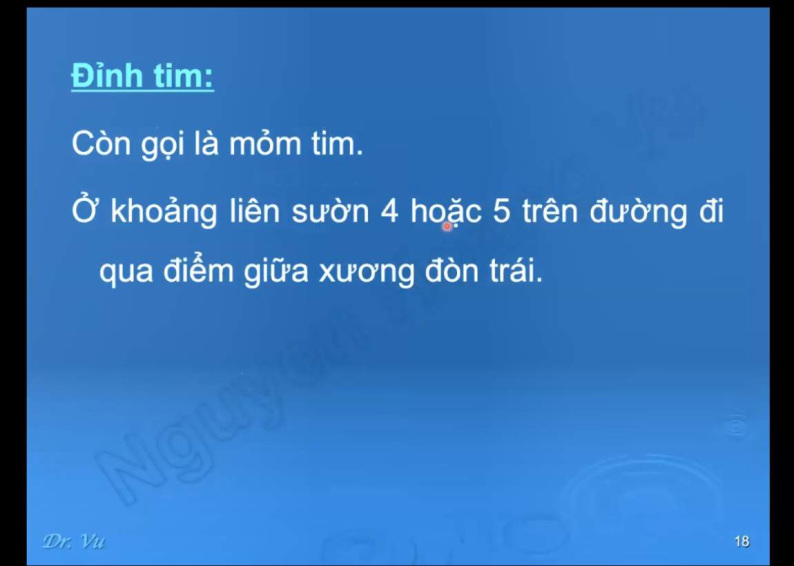 Đỉnh tim:
Còn gọi là mỏm tim.
Ở khoảng liên sườn 4 hoặc 5 trên đường đi
qua điểm giữa xương đòn trái.
Nguyen
Dr. Vu
18